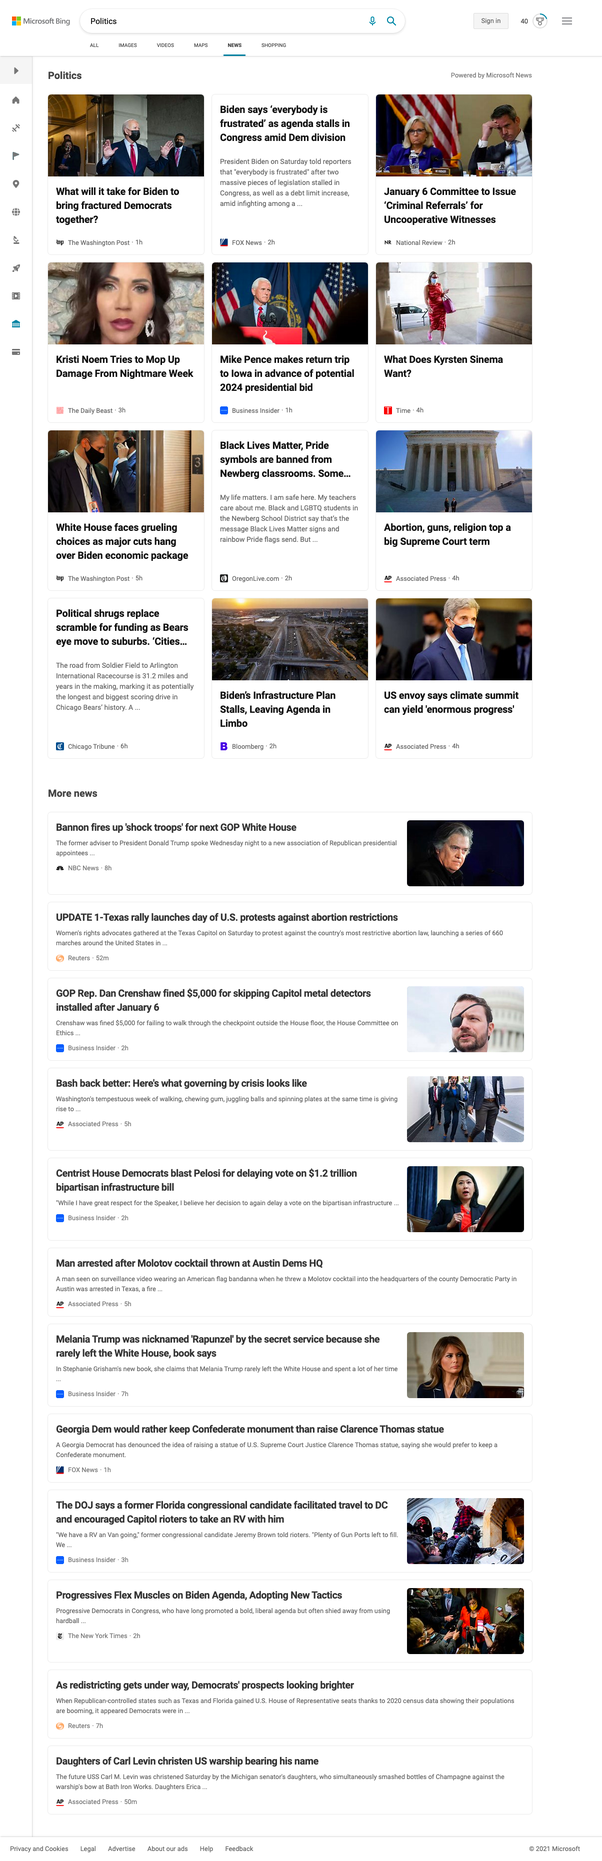 Microsoft Bing
Politics
Sign in
40
ALL
IMAGES
VIDEOS
MAPS
NEWS
SHOPPING
Politics
Powered by Microsoft News
What will it take for Biden to
bring fractured Democrats
together?
wp The Washington Post · 1h
Biden says ‘everybody is
frustrated’ as agenda stalls in
Congress amid Dem division
President Biden on Saturday told reporters
that "everybody is frustrated" after two
massive pieces of legislation stalled in
Congress, as well as a debt limit increase,
amid infighting among a ...
FOX News · 2h
January 6 Committee to Issue
‘Criminal Referrals’ for
Uncooperative Witnesses
NR National Review · 2h
Kristi Noem Tries to Mop Up
Damage From Nightmare Week
The Daily Beast · 3h
Mike Pence makes return trip
to Iowa in advance of potential
2024 presidential bid
Business Insider · 1h
What Does Kyrsten Sinema
Want?
T Time · 4h
3
White House faces grueling
choices as major cuts hang
over Biden economic package
wp The Washington Post · 5h
Black Lives Matter, Pride
symbols are banned from
Newberg classrooms. Some...
My life matters. I am safe here. My teachers
care about me. Black and LGBTQ students in
the Newberg School District say that's the
message Black Lives Matter signs and
rainbow Pride flags send. But ...
OregonLive.com · 2h
Abortion, guns, religion top a
big Supreme Court term
AP Associated Press · 4h
Political shrugs replace
scramble for funding as Bears
eye move to suburbs. ‘Cities...
The road from Soldier Field to Arlington
International Racecourse is 31.2 miles and
years in the making, marking it as potentially
the longest and biggest scoring drive in
Chicago Bears' history. A ...
Chicago Tribune · 6h
Biden's Infrastructure Plan
Stalls, Leaving Agenda in
Limbo
B Bloomberg · 2h
US envoy says climate summit
can yield 'enormous progress'
AP Associated Press · 4h
More news
Bannon fires up 'shock troops' for next GOP White House
The former adviser to President Donald Trump spoke Wednesday night to a new association of Republican presidential
appointees ...
NBC News · 8h
UPDATE 1-Texas rally launches day of U.S. protests against abortion restrictions
Women's rights advocates gathered at the Texas Capitol on Saturday to protest against the country's most restrictive abortion law, launching a series of 660
marches around the United States in ...
Reuters · 52m
GOP Rep. Dan Crenshaw fined $5,000 for skipping Capitol metal detectors
installed after January 6
Crenshaw was fined $5,000 for failing to walk through the checkpoint outside the House floor, the House Committee on
Ethics ...
Business Insider · 2h
Bash back better: Here's what governing by crisis looks like
Washington's tempestuous week of walking, chewing gum, juggling balls and spinning plates at the same time is giving
rise to ...
AP Associated Press · 5h
Centrist House Democrats blast Pelosi for delaying vote on $1.2 trillion
bipartisan infrastructure bill
"While I have great respect for the Speaker, I believe her decision to again delay a vote on the bipartisan infrastructure ...
Business Insider · 2h
Man arrested after Molotov cocktail thrown at Austin Dems HQ
A man seen on surveillance video wearing an American flag bandanna when he threw a Molotov cocktail into the headquarters of the county Democratic Party in
Austin was arrested in Texas, a fire ...
AP Associated Press · 5h
Melania Trump was nicknamed 'Rapunzel' by the secret service because she
rarely left the White House, book says
In Stephanie Grisham's new book, she claims that Melania Trump rarely left the White House and spent a lot of her time
...
Business Insider · 7h
Georgia Dem would rather keep Confederate monument than raise Clarence Thomas statue
A Georgia Democrat has denounced the idea of raising a statue of U.S. Supreme Court Justice Clarence Thomas statue, saying she would prefer to keep a
Confederate monument.
FOX News · 1h
The DOJ says a former Florida congressional candidate facilitated travel to DC
and encouraged Capitol rioters to take an RV with him
"We have a RV an Van going," former congressional candidate Jeremy Brown told rioters. "Plenty of Gun Ports left to fill.
We ...
Business Insider · 3h
Progressives Flex Muscles on Biden Agenda, Adopting New Tactics
Progressive Democrats in Congress, who have long promoted a bold, liberal agenda but often shied away from using
hardball ...
The New York Times · 2h
As redistricting gets under way, Democrats' prospects looking brighter
When Republican-controlled states such as Texas and Florida gained U.S. House of Representative seats thanks to 2020 census data showing their populations
are booming, it appeared Democrats were in ...
Reuters · 7h
Daughters of Carl Levin christen US warship bearing his name
The future USS Carl M. Levin was christened Saturday by the Michigan senator's daughters, who simultaneously smashed bottles of Champagne against the
warship's bow at Bath Iron Works. Daughters Erica ...
AP Associated Press · 50m
Privacy and Cookies
Legal
Advertise
About our ads
Help
Feedback
© 2021 Microsoft